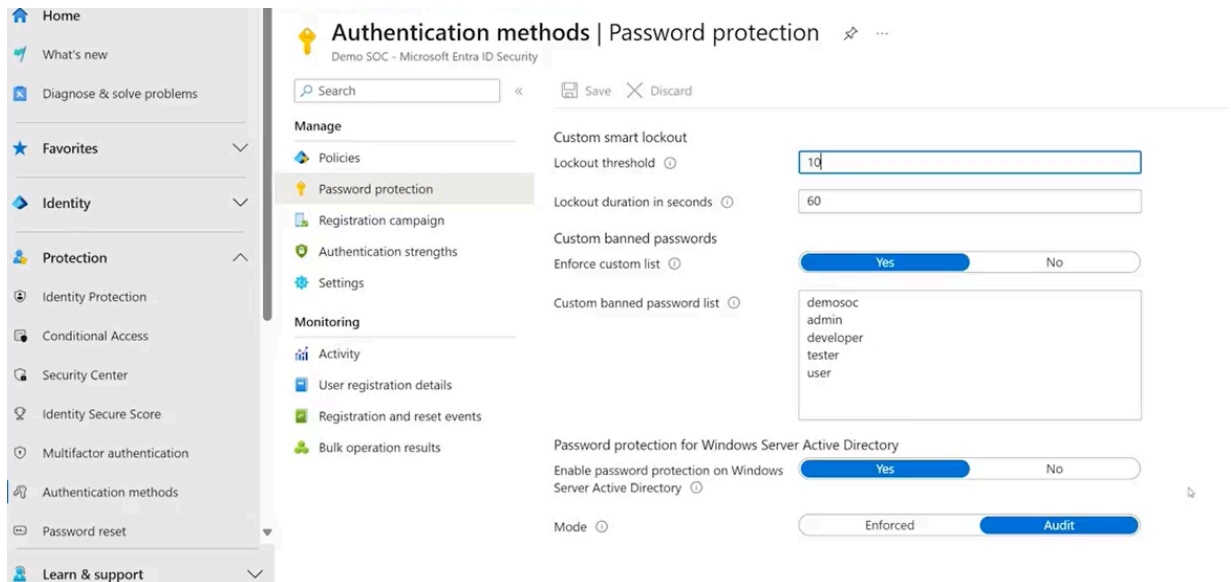 Home
What's new
Diagnose & solve problems
Favorites
Identity
Protection
Identity Protection
Conditional Access
Security Center
Identity Secure Score
Multifactor authentication
Authentication methods
Password reset
Learn & support
Authentication methods | Password protection ...
Demo SOC - Microsoft Entra ID Security
Search «
Manage
Policies
Password protection
Registration campaign
Authentication strengths
Settings
Monitoring
Activity
User registration details
Registration and reset events
Bulk operation results
Save Discard
Custom smart lockout
Lockout threshold 10
Lockout duration in seconds 60
Custom banned passwords
Enforce custom list Yes No
Custom banned password list
demosoc
admin
developer
tester
user
Password protection for Windows Server Active Directory
Enable password protection on Windows
Server Active Directory
Yes No
Mode Enforced Audit